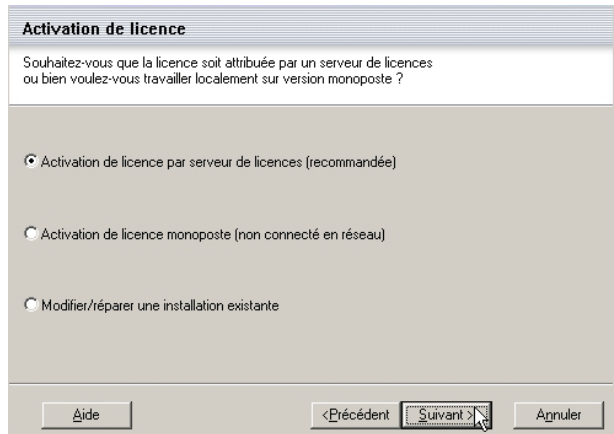 Activation de licence
Souhaitez-vous que la licence soit attribuée par un serveur de licences
ou bien voulez-vous travailler localement sur version monoposte ?
Activation de licence par serveur de licences (recommandée)
Activation de licence monoposte (non connecté en réseau)
Modifier/réparer une installation existante
Aide
<Précédent
Suivant>
Annuler